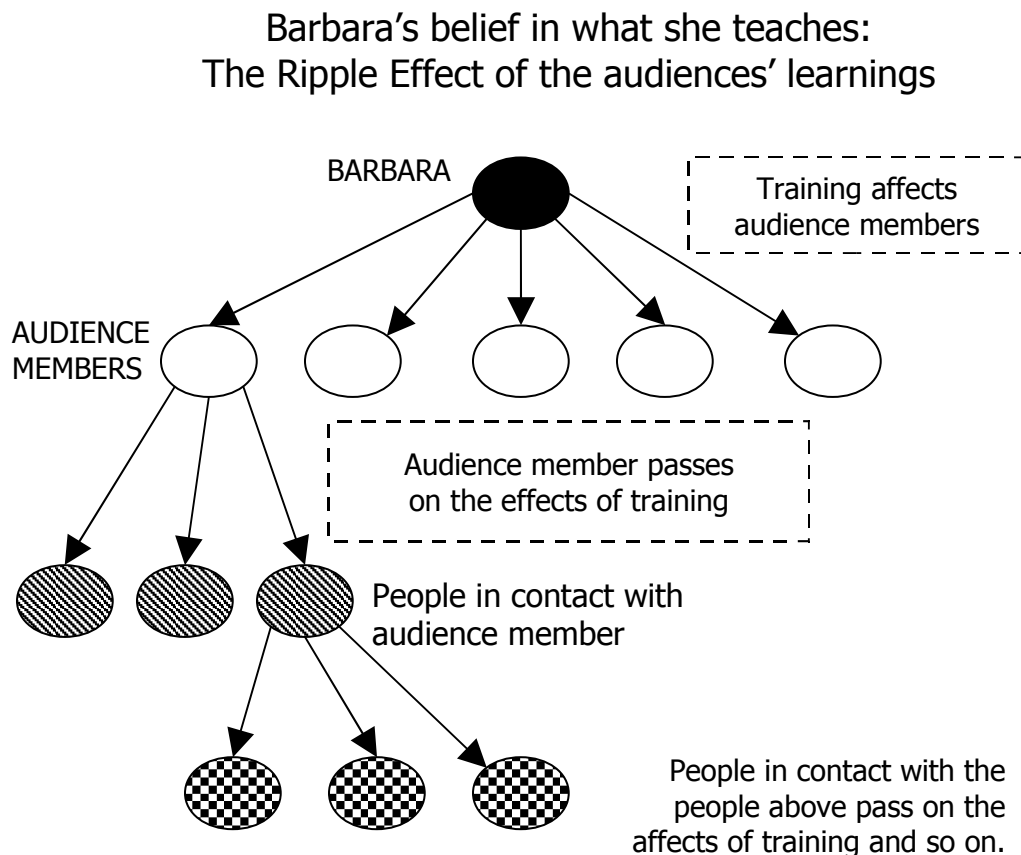 Barbara’s belief in what she teaches:
The Ripple Effect of the audiences’ learnings
BARBARA
Training affects
audience members
AUDIENCE
MEMBERS
Audience member passes
on the effects of training
People in contact with
audience member
People in contact with the
people above pass on the
affects of training and so on.